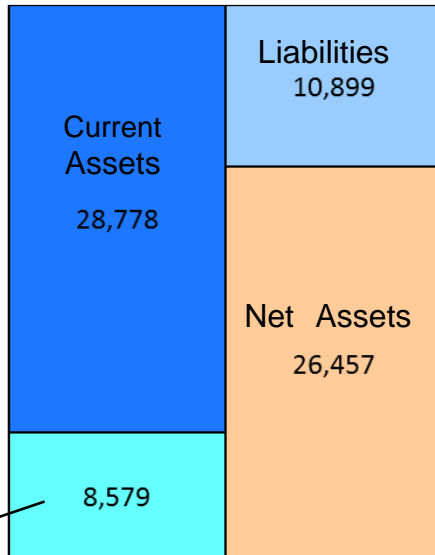 Current
Assets
28,778
8,579
Liabilities
10,899
Net Assets
26,457